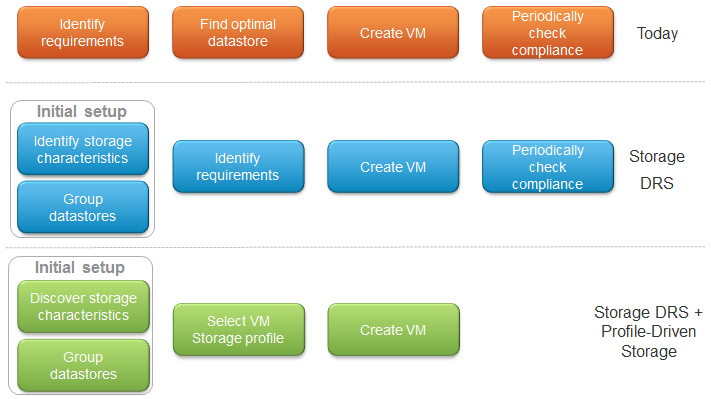 Identify
requirements
Find optimal
datastore
Create VM
Periodically
check
compliance
Today
Initial setup
Identify storage
characteristics
Group
datastores
Identify
requirements
Create VM
Periodically
check
compliance
Storage
DRS
Initial setup
Discover storage
characteristics
Group
datastores
Select VM
Storage profile
Create VM
Storage DRS +
Profile-Driven
Storage